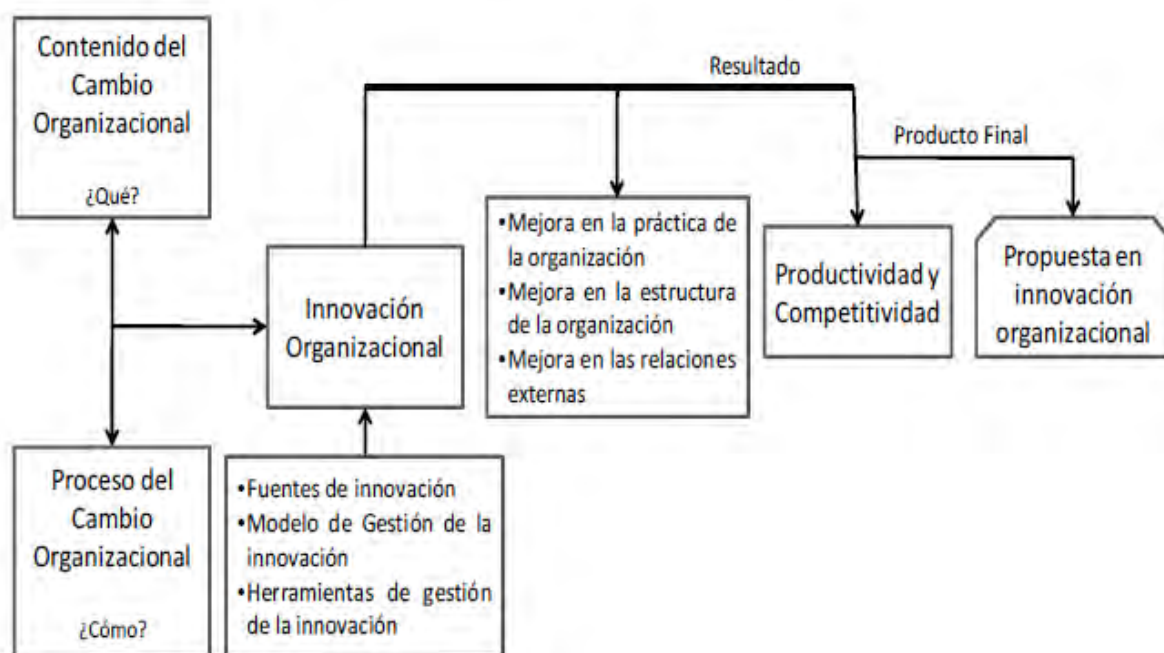 Contenido del
Cambio
Organizacional
¿Qué?
Resultado
Producto Final
•Mejora en la práctica de
la organización
•Mejora en la estructura
de la organización
•Mejora en las relaciones
externas
Productividad y
Competitividad
Propuesta en
innovación
organizacional
Innovación
Organizacional
Proceso del
Cambio
Organizacional
¿Cómo?
•Fuentes de innovación
•Modelo de Gestión de la
innovación
•Herramientas de gestión
de la innovación